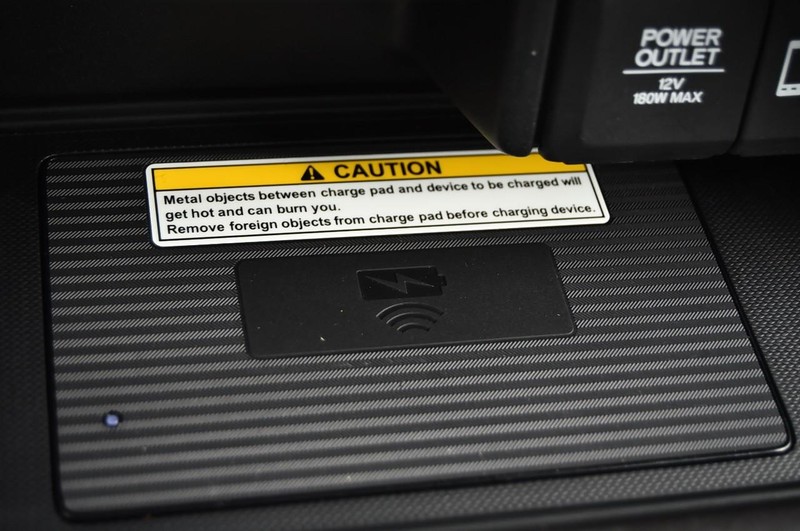 POWER
OUTLET
12V
180W MAX
CAUTION
Metal objects between charge pad and device to be charged will
get hot and can burn you.
Remove foreign objects from charge pad before charging device.